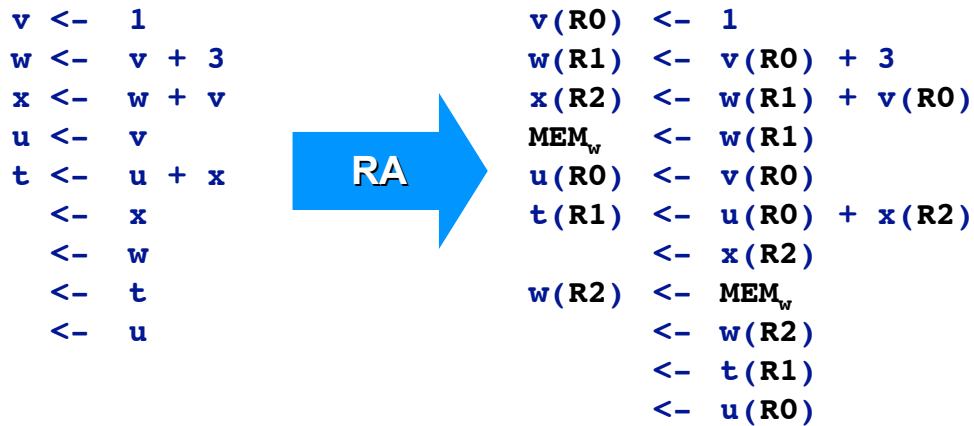 v <- 1
w <- v + 3
x <- w + v
u <- v
t <- u + x
<- x
<- w
<- t
<- u
RA
v(R0) <- 1
w(R1) <- v(R0) + 3
x(R2) <- w(R1) + v(R0)
MEMw <- w(R1)
u(R0) <- v(R0)
t(R1) <- u(R0) + x(R2)
<- x(R2)
w(R2) <- MEMw
<- w(R2)
<- t(R1)
<- u(R0)